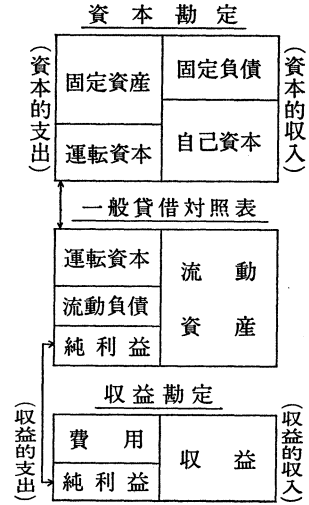 資本勘定
(資本的支出)
固定資産
運転資本
固定負債
自己資本
(資本的収入)
一般貸借対照表
運転資本
流動負債
純利益
流動
資産
収益勘定
(収益的支出)
費用
純利益
収益
(収益的収入)